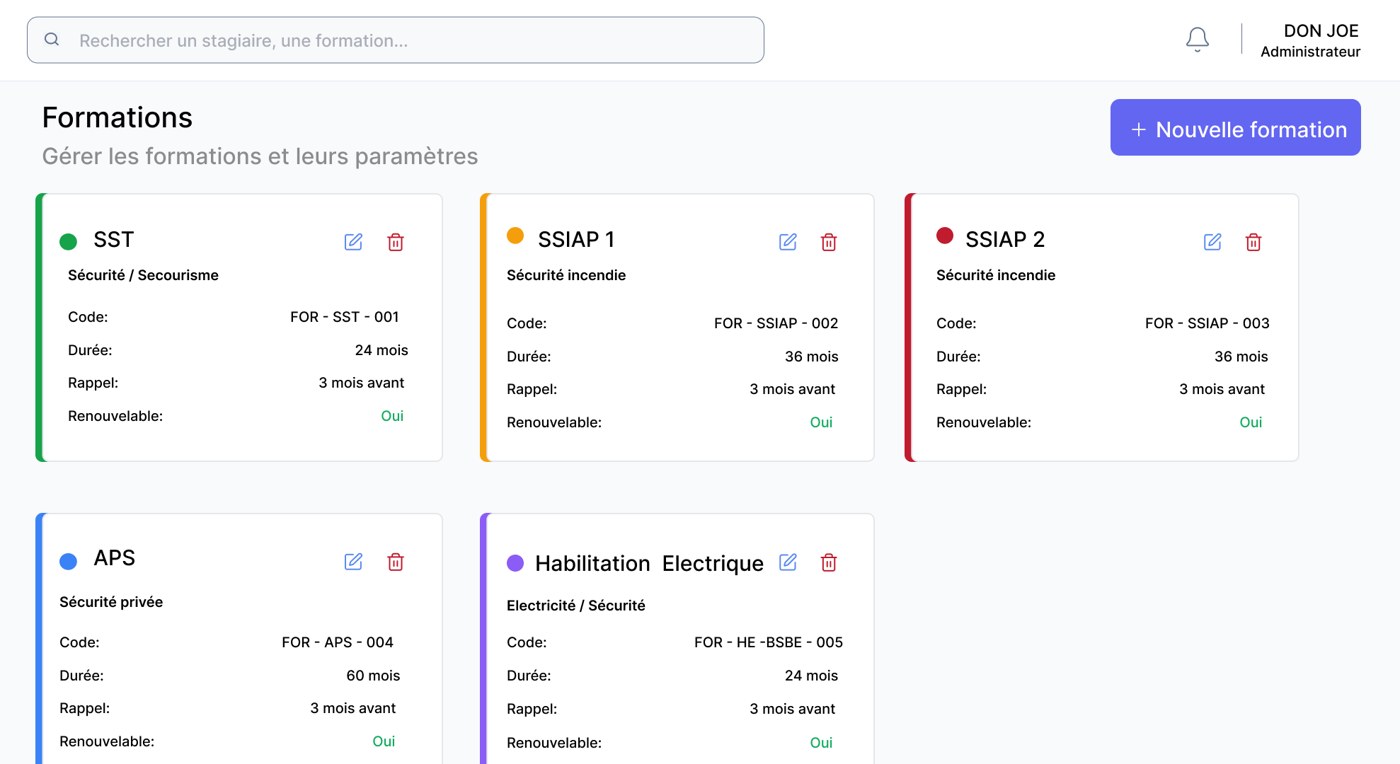 Rechercher un stagiaire, une formation...
DON JOE
Administrateur
Formations
Gérer les formations et leurs paramètres
+ Nouvelle formation
SST
Sécurité / Secourisme
Code: FOR - SST - 001
Durée: 24 mois
Rappel: 3 mois avant
Renouvelable: Oui
SSIAP 1
Sécurité incendie
Code: FOR - SSIAP - 002
Durée: 36 mois
Rappel: 3 mois avant
Renouvelable: Oui
SSIAP 2
Sécurité incendie
Code: FOR - SSIAP - 003
Durée: 36 mois
Rappel: 3 mois avant
Renouvelable: Oui
APS
Sécurité privée
Code: FOR - APS - 004
Durée: 60 mois
Rappel: 3 mois avant
Renouvelable: Oui
Habilitation Electrique
Electricité / Sécurité
Code: FOR - HE -BSBE - 005
Durée: 24 mois
Rappel: 3 mois avant
Renouvelable: Oui